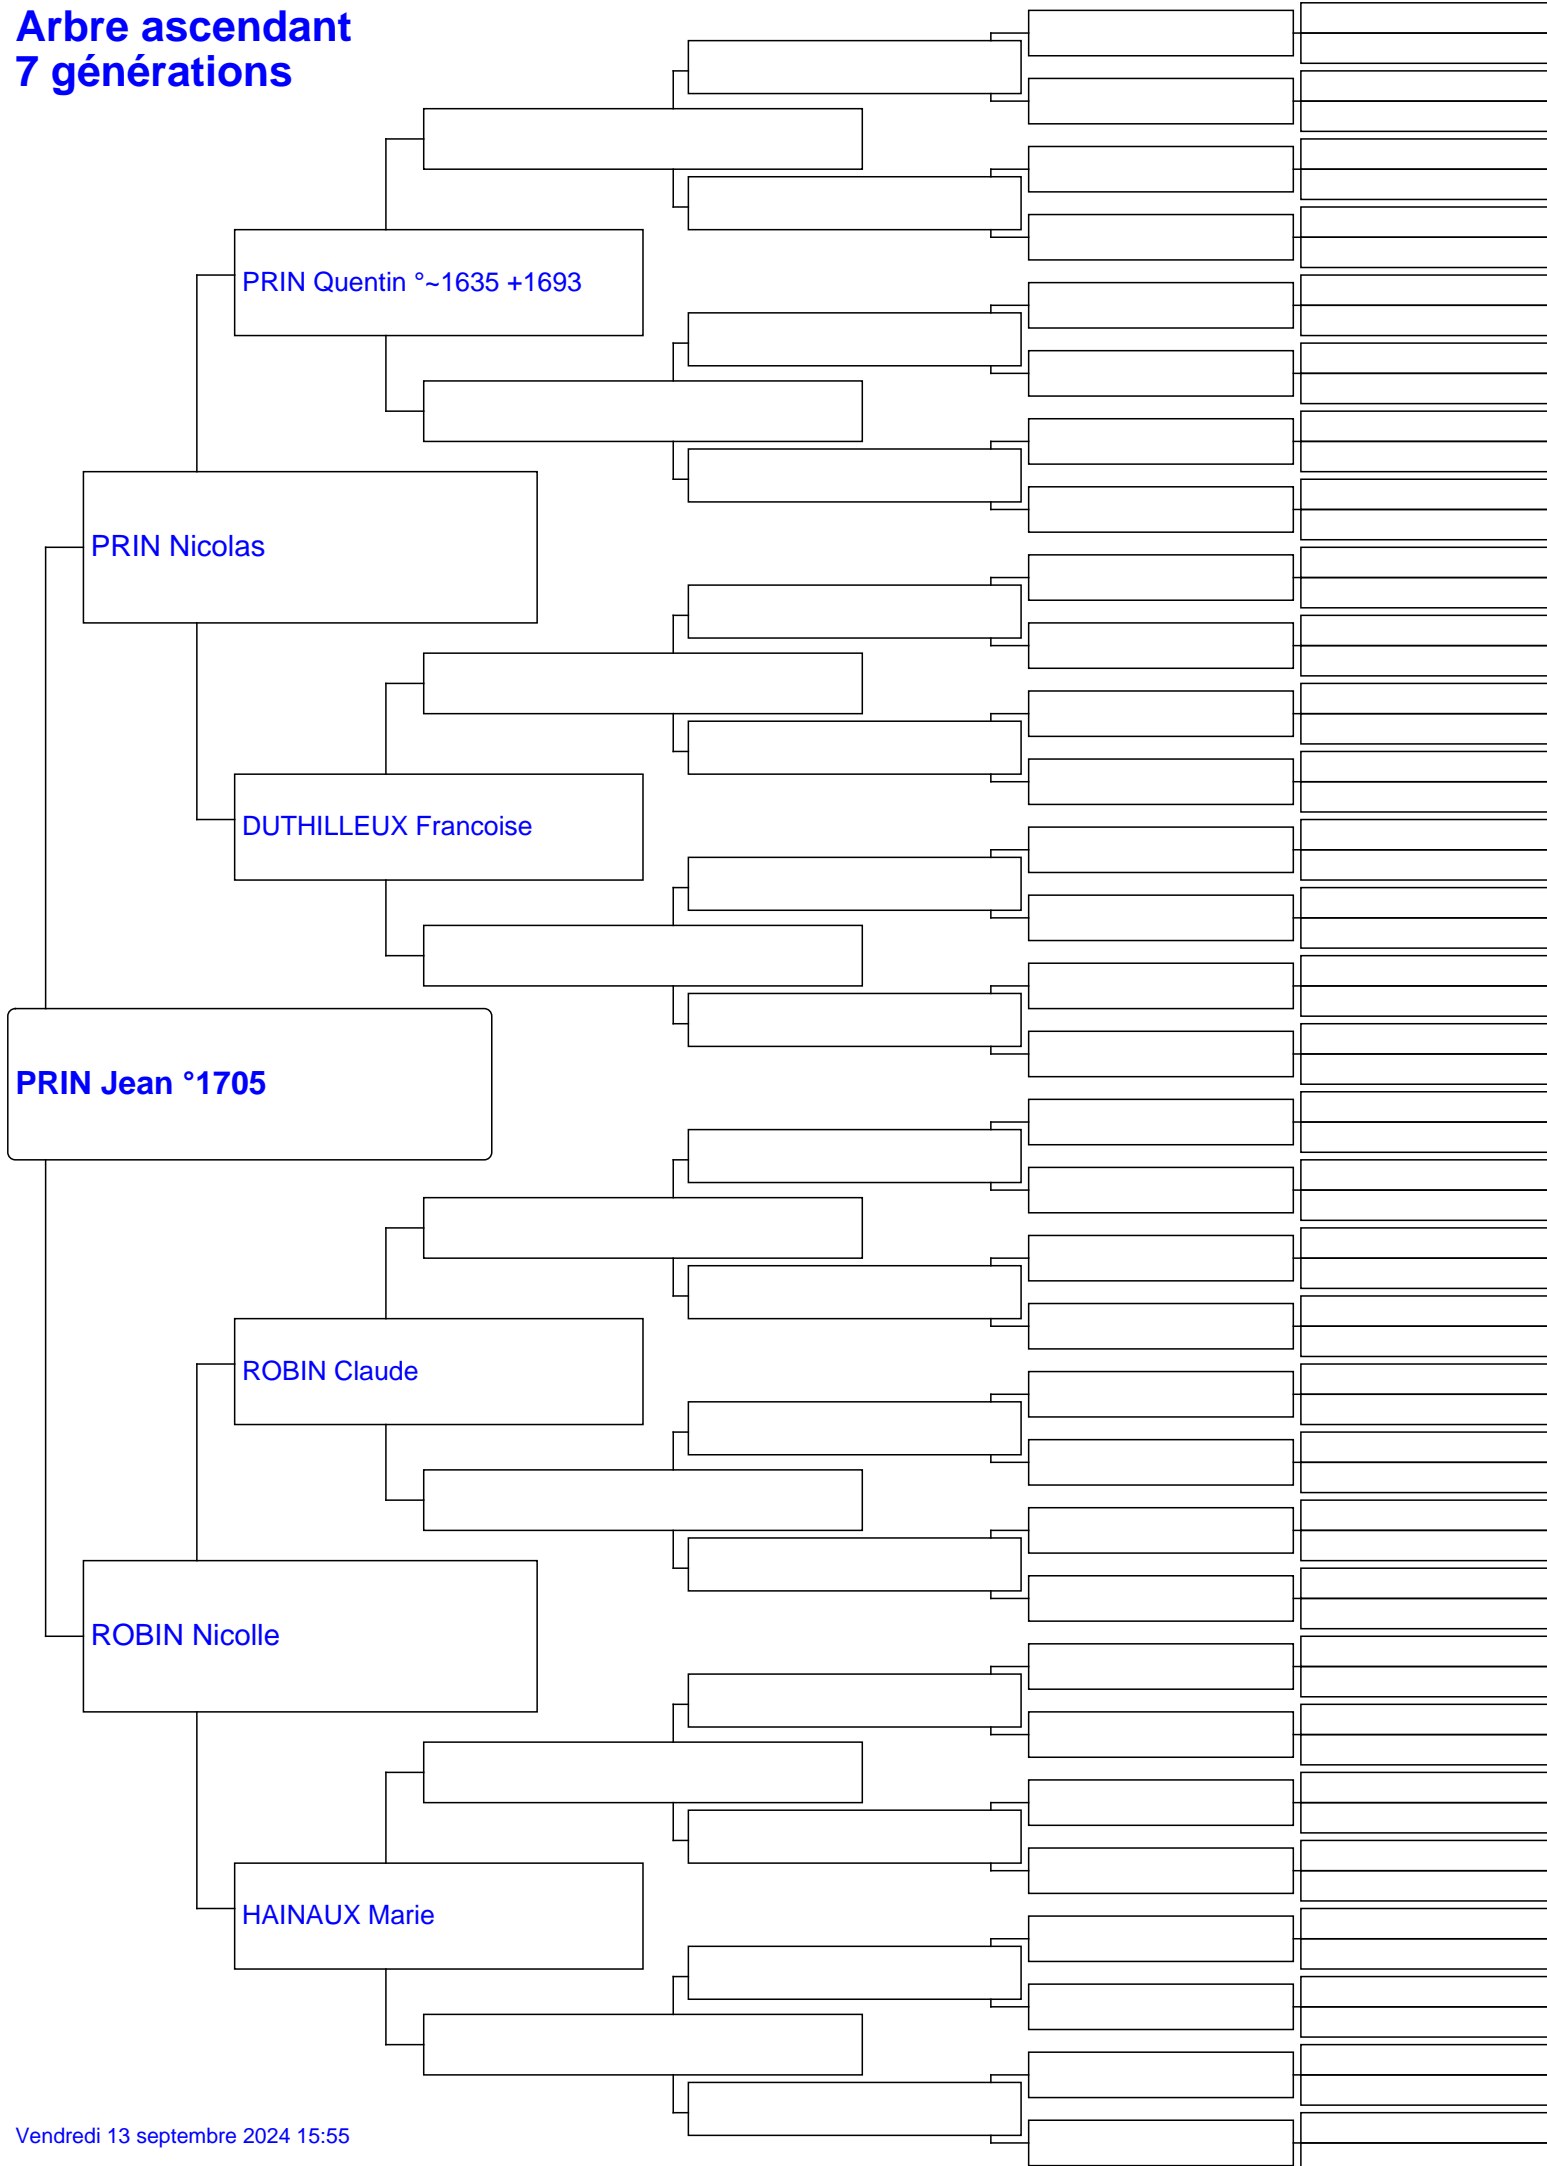 Arbre ascendant
7 générations
PRIN Quentin °~1635 +1693
PRIN Nicolas
DUTHILLEUX Francoise
PRIN Jean °1705
ROBIN Claude
ROBIN Nicolle
HAINAUX Marie
Vendredi 13 septembre 2024 15:55